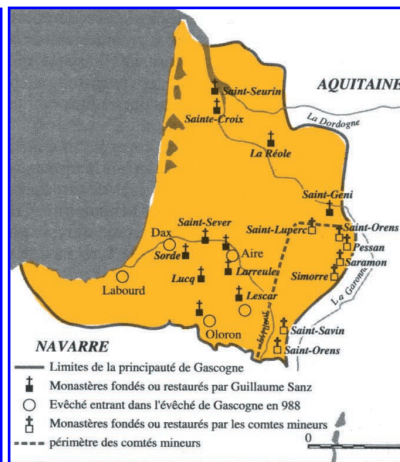 AQUITAINE
Saint-Seurin
Sainte-Croix
La Dordogne
La Réole
Saint-Geni
Saint-Luperc
Saint-Orens
Pessan
Saramon
Simorre
La Garonne
Saint-Sever
Dax
Sorde
Aire
Larreules
Labourd
Lucq
Lescar
Oloron
Saint-Savin
Saint-Orens
NAVARRE
Limites de la principauté de Gascogne
Monastères fondés ou restaurés par Guillaume Sanz
Evêché entrant dans l'évêché de Gascogne en 988
Monastères fondés ou restaurés par les comtes mineurs
périmètre des comtés mineurs
0